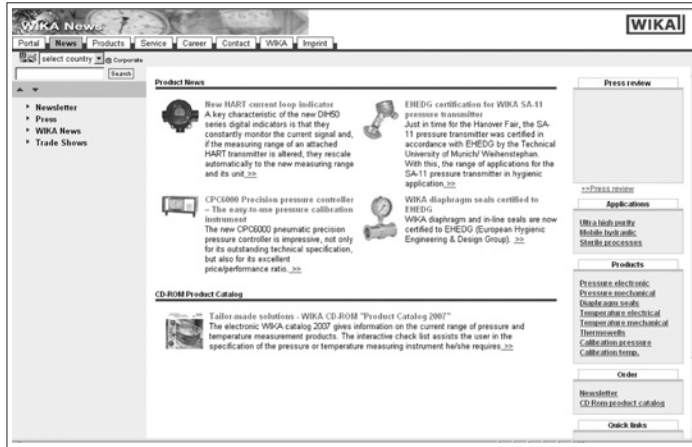 WIKA News
WIKA
Portal News Products Service Career Contact WIKA Imprint
select country @ Corporate
Search
Newsletter
Press
WIKA News
Trade Shows
Product News
New HART current loop indicator
A key characteristic of the new DIH50
series digital indicators is that they
constantly monitor the current signal and,
if the measuring range of an attached
HART transmitter is altered, they rescale
automatically to the new measuring range
and its unit >>
EHEDG certification for WIKA SA-11
pressure transmitter
Just in time for the Hanover Fair, the SA-
11 pressure transmitter was certified in
accordance with EHEDG by the Technical
University of Munich/ Weihenstephan.
With this, the range of applications for the
SA-11 pressure transmitter in hygienic
application >>
CPC6000 Precision pressure controller
– The easy-to-use pressure calibration
instrument
The new CPC6000 pneumatic precision
pressure controller is impressive, not only
for its outstanding technical specification,
but also for its excellent
price/performance ratio. >>
WIKA diaphragm seals certified to
EHEDG
WIKA diaphragm and in-line seals are now
certified to EHEDG (European Hygienic
Engineering & Design Group). >>
CD-ROM Product Catalog
Tailor-made solutions - WIKA CD-ROM "Product Catalog 2007"
The electronic WIKA catalog 2007 gives information on the current range of pressure and
temperature measurement products. The interactive check list assists the user in the
specification of the pressure or temperature measuring instrument he/she requires >>
Press review
>>Press review
Applications
Ultra high purity
Mobile hydraulic
Sterile processes
Products
Pressure electronic
Pressure mechanical
Diaphragm seals
Temperature electrical
Temperature mechanical
Thermowells
Calibration pressure
Calibration temp.
Order
Newsletter
CD Rom product catalog
Quick links